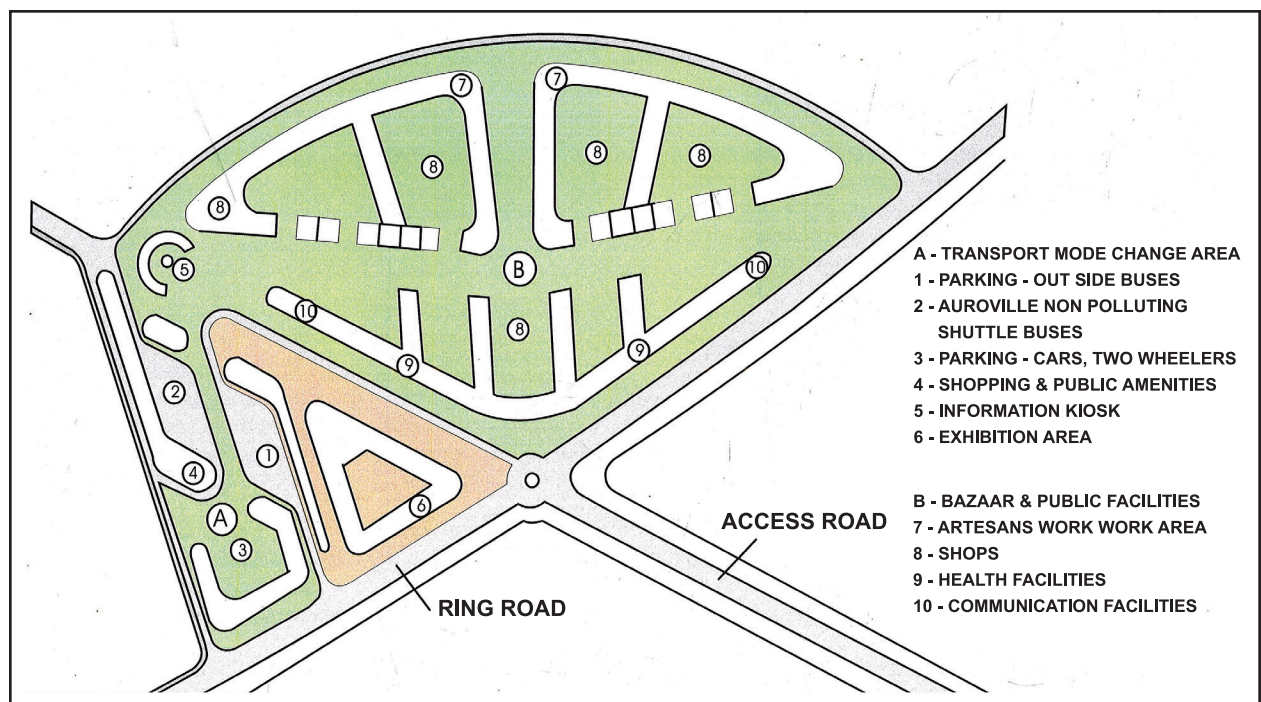 7
7
8
8
8
8
5
B
10
10
8
9
9
2
1
4
6
A
3
A - TRANSPORT MODE CHANGE AREA
1 - PARKING - OUT SIDE BUSES
2 - AUROVILLE NON POLLUTING
SHUTTLE BUSES
3 - PARKING - CARS, TWO WHEELERS
4 - SHOPPING & PUBLIC AMENITIES
5 - INFORMATION KIOSK
6 - EXHIBITION AREA
B - BAZAAR & PUBLIC FACILITIES
7 - ARTESANS WORK WORK AREA
8 - SHOPS
9 - HEALTH FACILITIES
10 - COMMUNICATION FACILITIES
ACCESS ROAD
RING ROAD